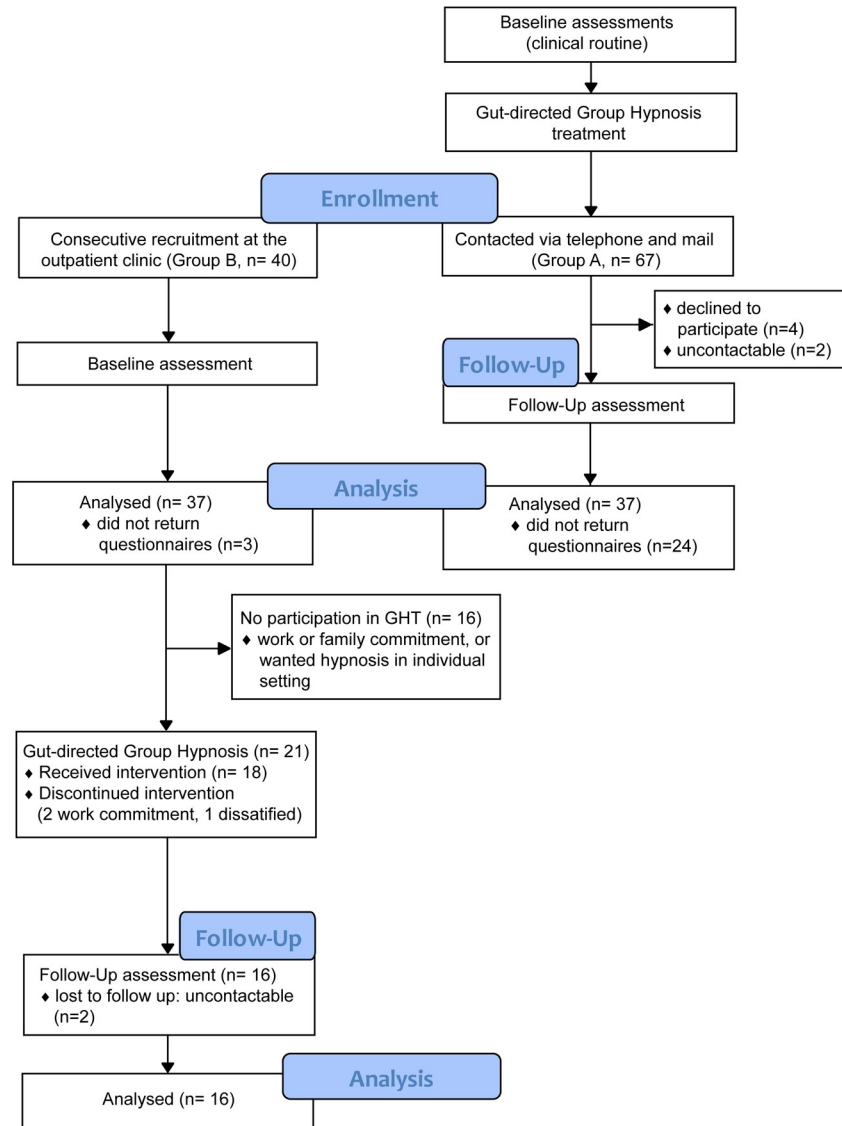 Baseline assessments
(clinical routine)
Gut-directed Group Hypnosis
treatment
Enrollment
Consecutive recruitment at the
outpatient clinic (Group B, n= 40)
Contacted via telephone and mail
(Group A, n= 67)
♦ declined to
participate (n=4)
♦ uncontactable (n=2)
Baseline assessment
Follow-Up
Follow-Up assessment
Analysis
Analysed (n= 37)
♦ did not return
questionnaires (n=3)
Analysed (n= 37)
♦ did not return
questionnaires (n=24)
No participation in GHT (n= 16)
♦ work or family commitment, or
wanted hypnosis in individual
setting
Gut-directed Group Hypnosis (n= 21)
♦ Received intervention (n= 18)
♦ Discontinued intervention
(2 work commitment, 1 dissatified)
Follow-Up
Follow-Up assessment (n= 16)
♦ lost to follow up: uncontactable
(n=2)
Analysis
Analysed (n= 16)